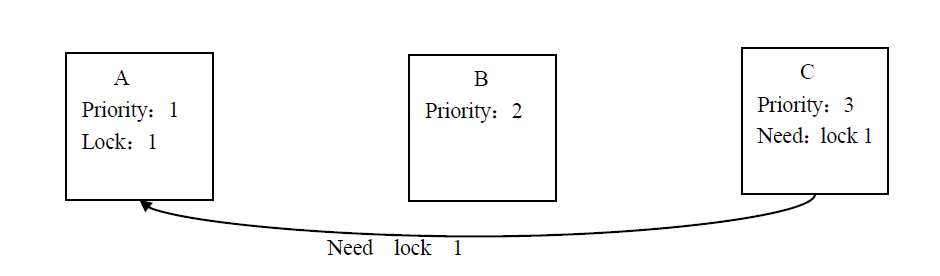 A
Priority：1
Lock：1
B
Priority：2
C
Priority：3
Need：lock 1
Need lock 1